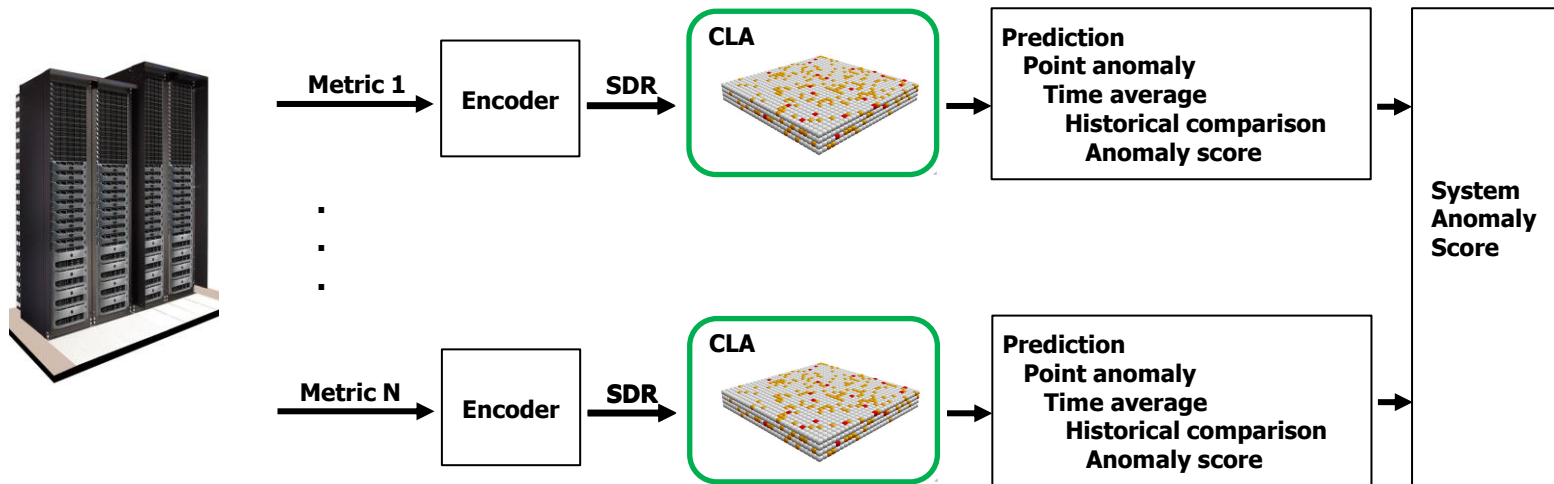 Metric 1
Encoder
SDR
CLA
Prediction
Point anomaly
Time average
Historical comparison
Anomaly score
System
Anomaly
Score
.
.
.
Metric N
Encoder
SDR
CLA
Prediction
Point anomaly
Time average
Historical comparison
Anomaly score